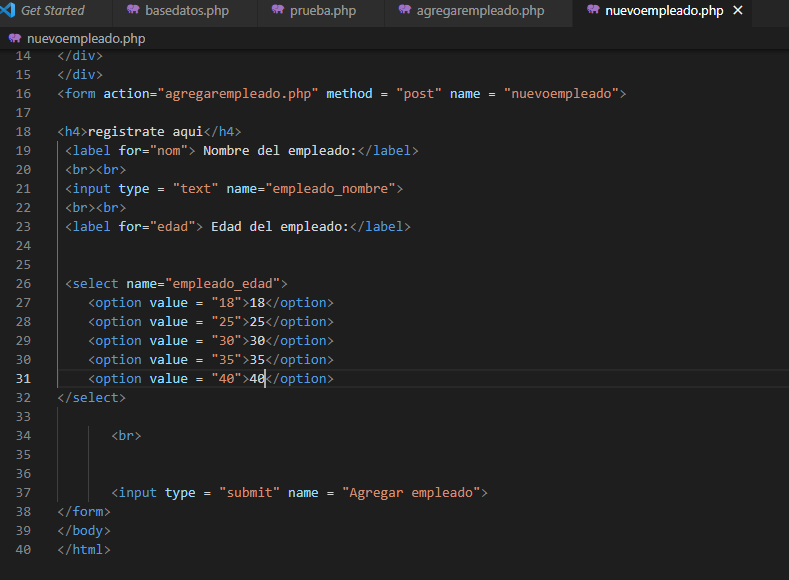 Get Started basedatos.php prueba.php agregarempleado.php nuevoempleado.php ×
nuevoempleado.php
14 </div>
15 </div>
16 <form action="agregarempleado.php" method = "post" name = "nuevoempleado">
17
18 <h4>registrate aqui</h4>
19 <label for="nom"> Nombre del empleado:</label>
20 <br><br>
21 <input type = "text" name="empleado_nombre">
22 <br><br>
23 <label for="edad"> Edad del empleado:</label>
24
25
26 <select name="empleado_edad">
27 <option value = "18">18</option>
28 <option value = "25">25</option>
29 <option value = "30">30</option>
30 <option value = "35">35</option>
31 <option value = "40">40</option>
32 </select>
33
34 <br>
35
36
37 <input type = "submit" name = "Agregar empleado">
38 </form>
39 </body>
40 </html>